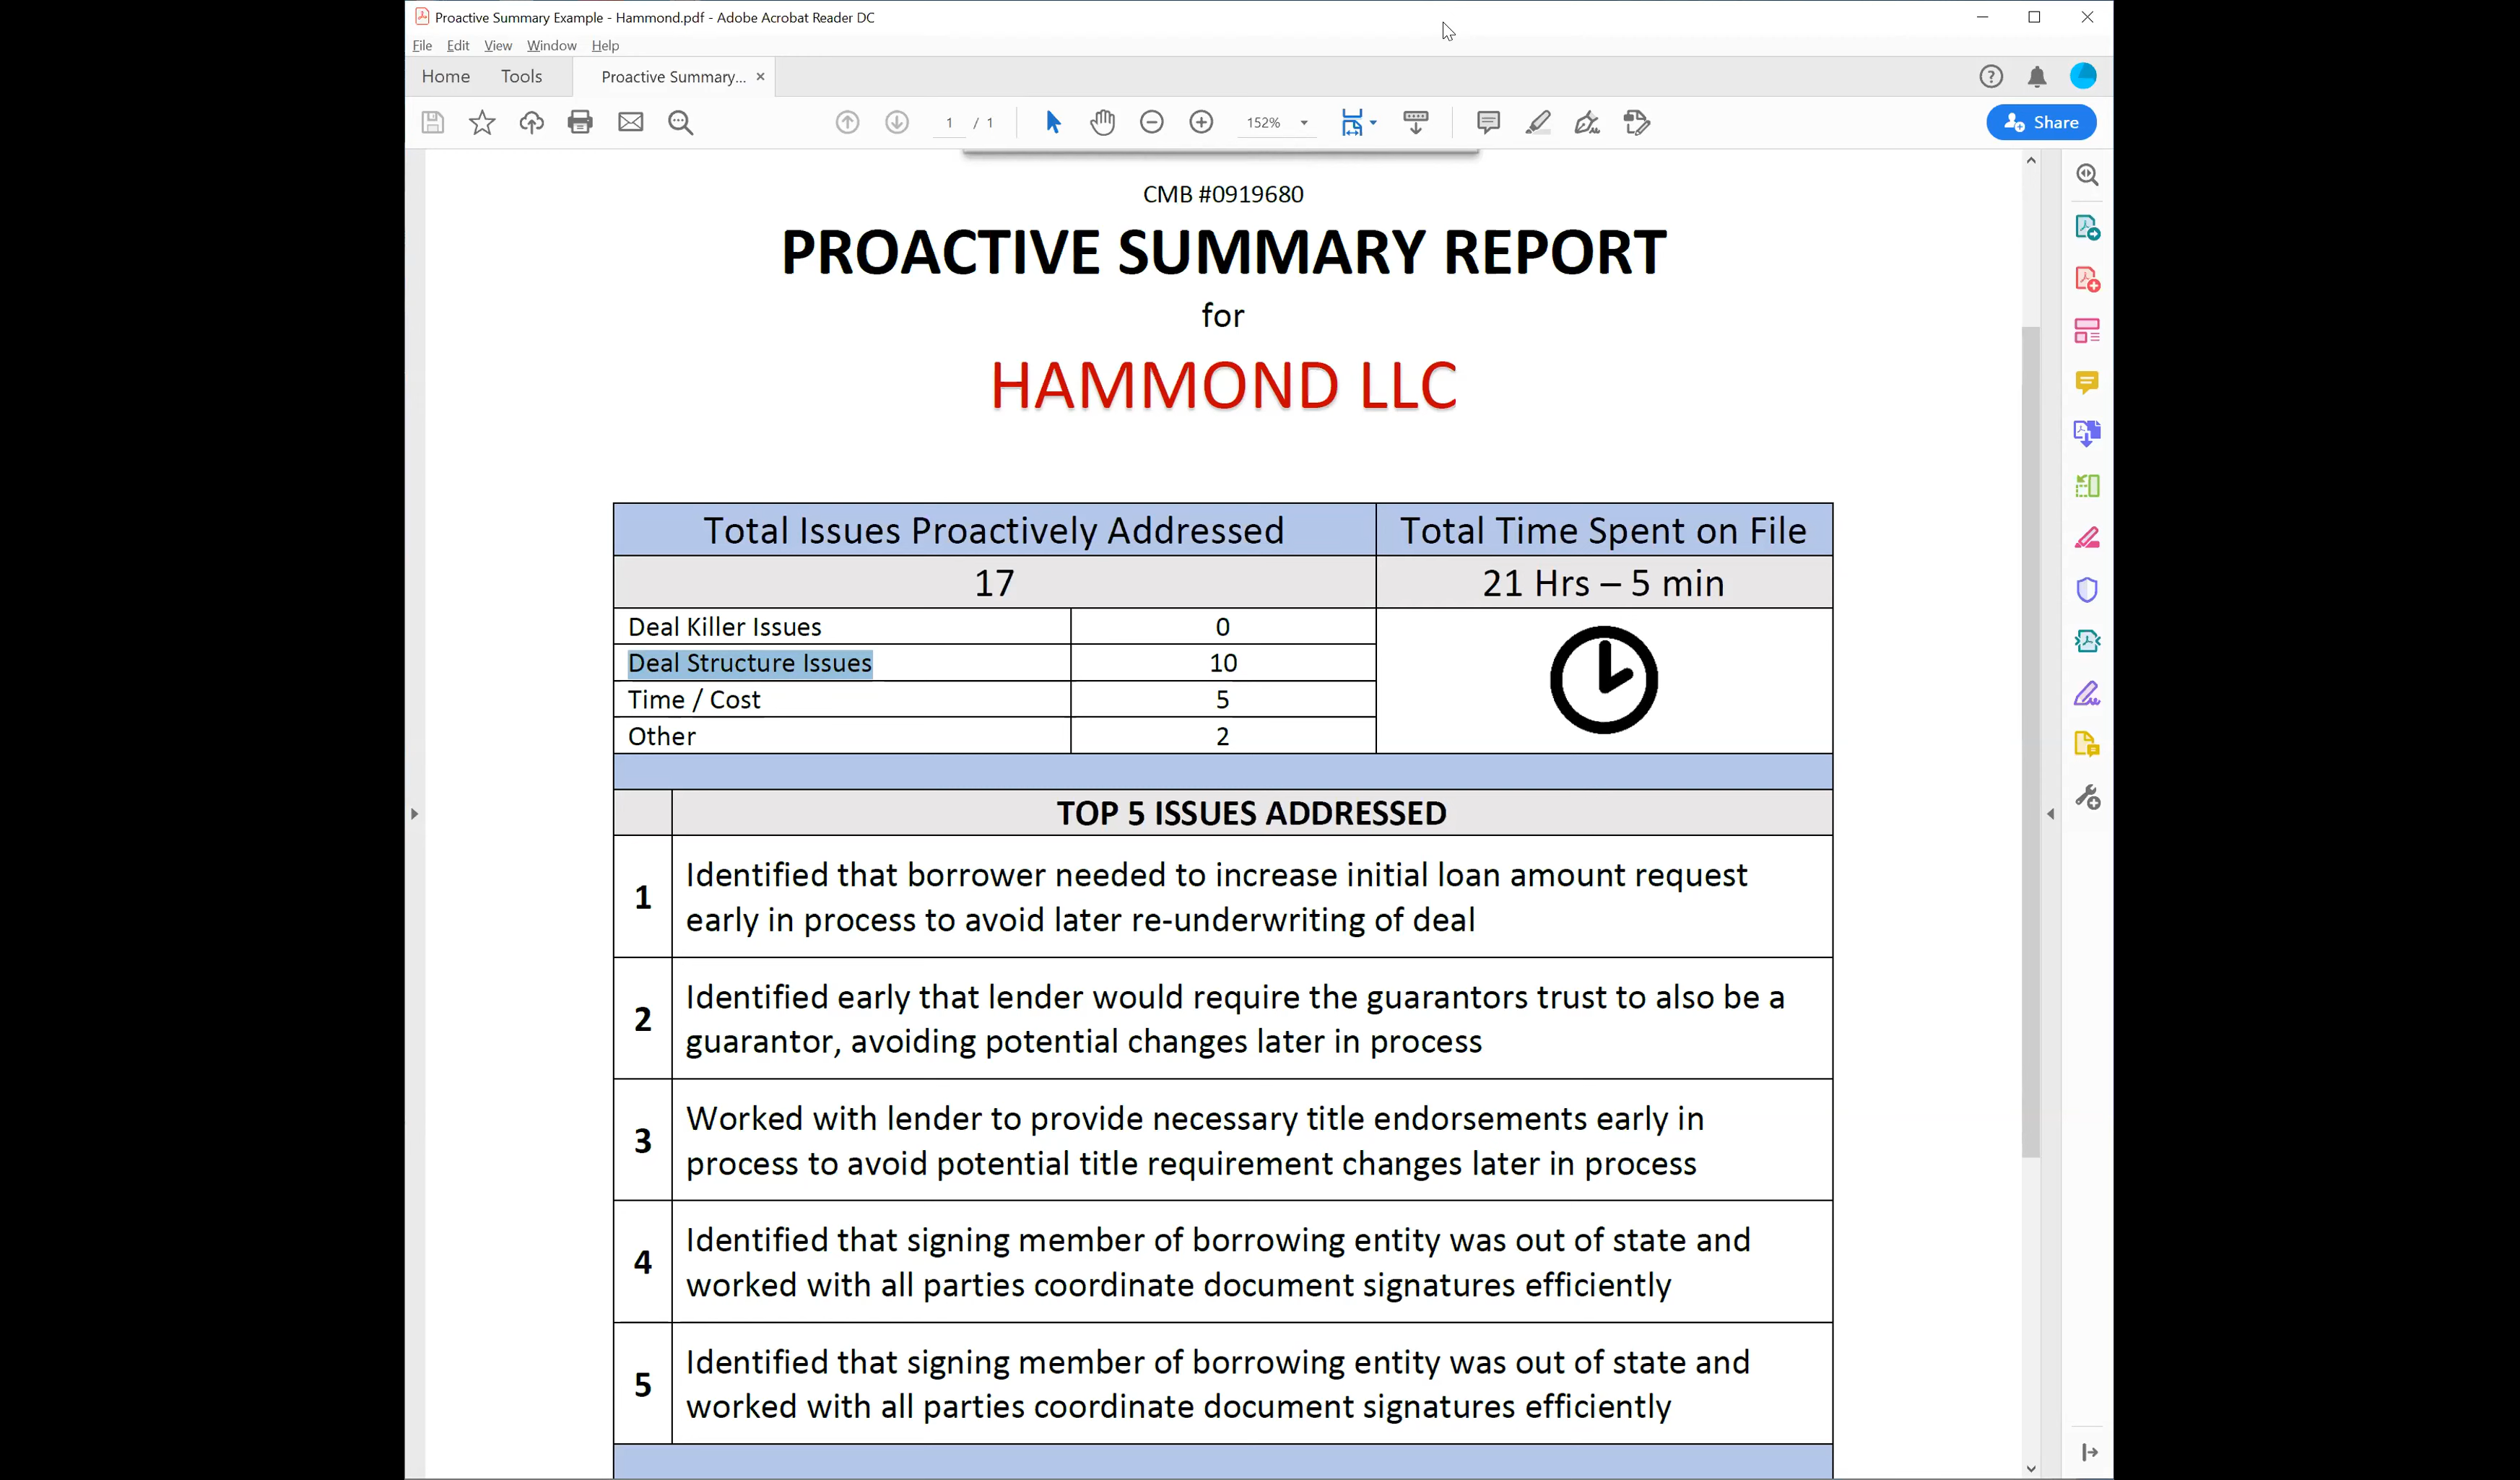 Proactive Summary Example - Hammond.pdf - Adobe Acrobat Reader DC
File Edit View Window Help
Home Tools Proactive Summary...
1 / 1 152% Share
CMB #0919680
PROACTIVE SUMMARY REPORT
for
HAMMOND LLC
Total Issues Proactively Addressed Total Time Spent on File
17 21 Hrs – 5 min
Deal Killer Issues 0
Deal Structure Issues 10
Time / Cost 5
Other 2
TOP 5 ISSUES ADDRESSED
1 Identified that borrower needed to increase initial loan amount request
early in process to avoid later re-underwriting of deal
2 Identified early that lender would require the guarantors trust to also be a
guarantor, avoiding potential changes later in process
3 Worked with lender to provide necessary title endorsements early in
process to avoid potential title requirement changes later in process
4 Identified that signing member of borrowing entity was out of state and
worked with all parties coordinate document signatures efficiently
5 Identified that signing member of borrowing entity was out of state and
worked with all parties coordinate document signatures efficiently